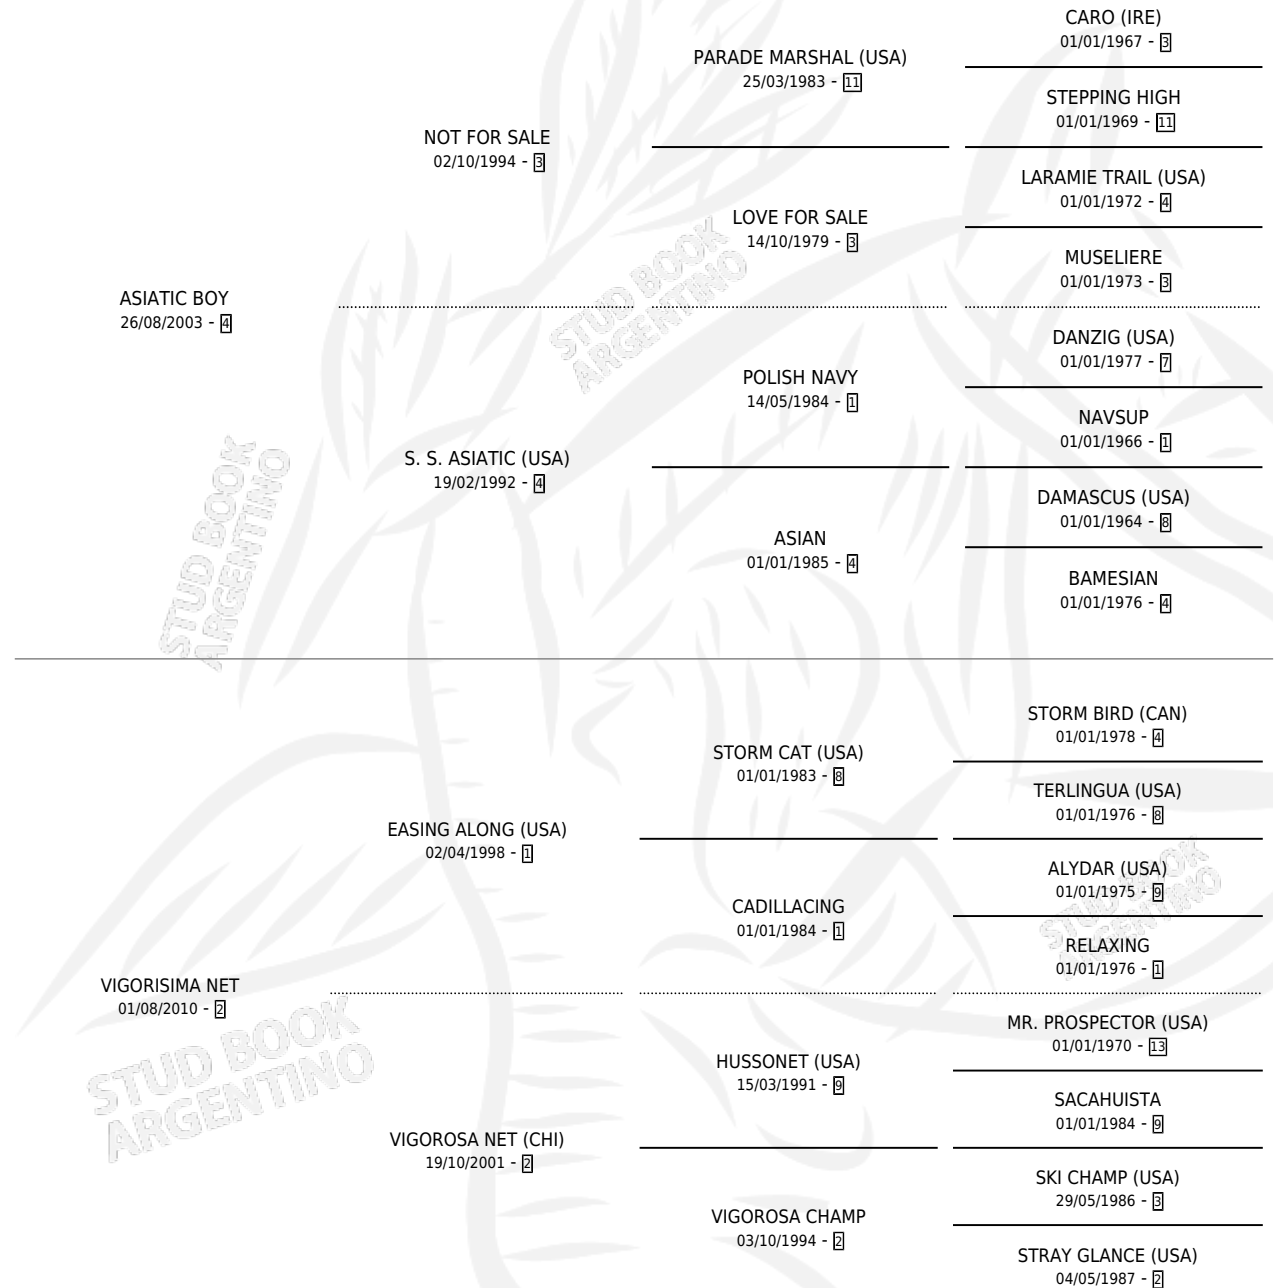 CARO (IRE)
01/01/1967 - 3
PARADE MARSHAL (USA)
25/03/1983 - 11
STEPPING HIGH
01/01/1969 - 11
NOT FOR SALE
02/10/1994 - 3
LARAMIE TRAIL (USA)
01/01/1972 - 4
LOVE FOR SALE
14/10/1979 - 3
MUSELIERE
01/01/1973 - 3
ASIATIC BOY
26/08/2003 - 4
DANZIG (USA)
01/01/1977 - 7
POLISH NAVY
14/05/1984 - 1
NAVSUP
01/01/1966 - 1
S. S. ASIATIC (USA)
19/02/1992 - 4
DAMASCUS (USA)
01/01/1964 - 8
ASIAN
01/01/1985 - 4
BAMESIAN
01/01/1976 - 4
STORM BIRD (CAN)
01/01/1978 - 4
STORM CAT (USA)
01/01/1983 - 8
TERLINGUA (USA)
01/01/1976 - 8
EASING ALONG (USA)
02/04/1998 - 1
ALYDAR (USA)
01/01/1975 - 9
CADILLACING
01/01/1984 - 1
RELAXING
01/01/1976 - 1
VIGORISIMA NET
01/08/2010 - 2
MR. PROSPECTOR (USA)
01/01/1970 - 13
HUSSONET (USA)
15/03/1991 - 9
SACAHUISTA
01/01/1984 - 9
VIGOROSA NET (CHI)
19/10/2001 - 2
SKI CHAMP (USA)
29/05/1986 - 3
VIGOROSA CHAMP
03/10/1994 - 2
STRAY GLANCE (USA)
04/05/1987 - 2
STUD BOOK
ARGENTINO
STUD BOOK
ARGENTINO
STUD BOOK
ARGENTINO
STUD BOOK
ARGENTINO